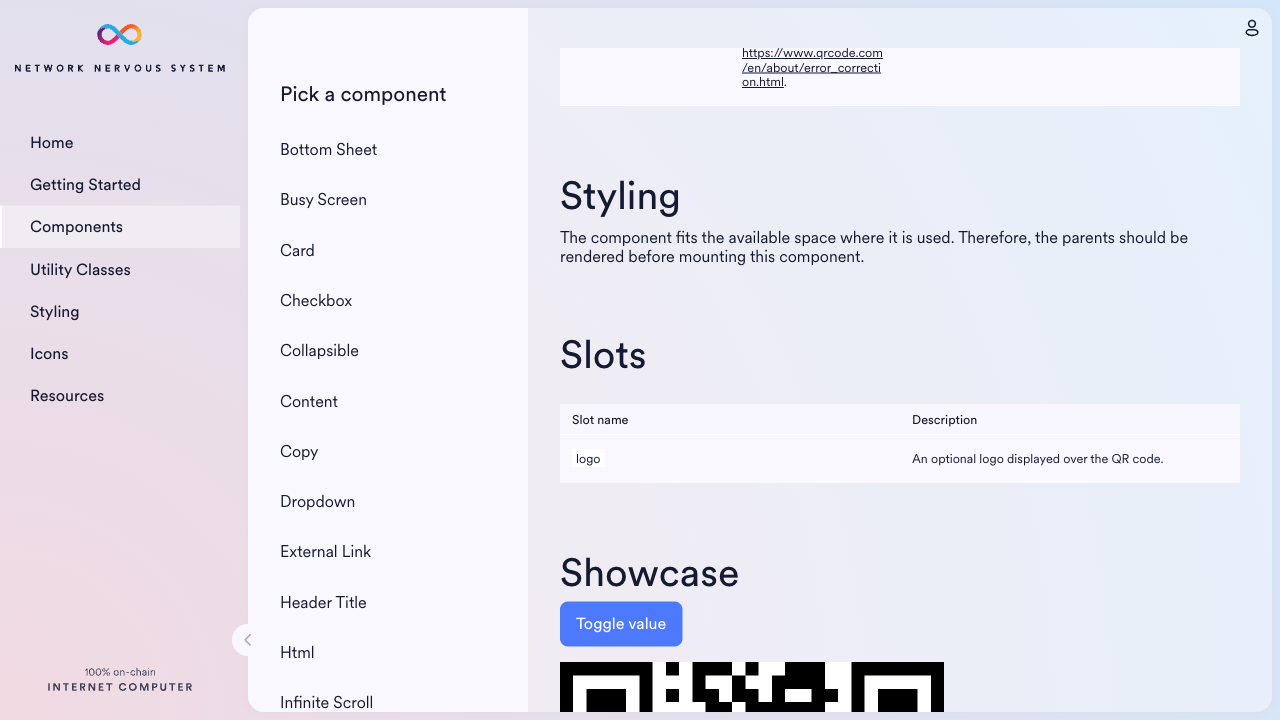 NETWORK NERVOUS SYSTEM
Home
Getting Started
Components
Utility Classes
Styling
Icons
Resources
100% on-chain
INTERNET COMPUTER
Pick a component
Bottom Sheet
Busy Screen
Card
Checkbox
Collapsible
Content
Copy
Dropdown
External Link
Header Title
Html
Infinite Scroll
https://www.qrcode.com
/en/about/error_correcti
on.html.
Styling
The component fits the available space where it is used. Therefore, the parents should be
rendered before mounting this component.
Slots
Slot name Description
logo An optional logo displayed over the QR code.
Showcase
Toggle value